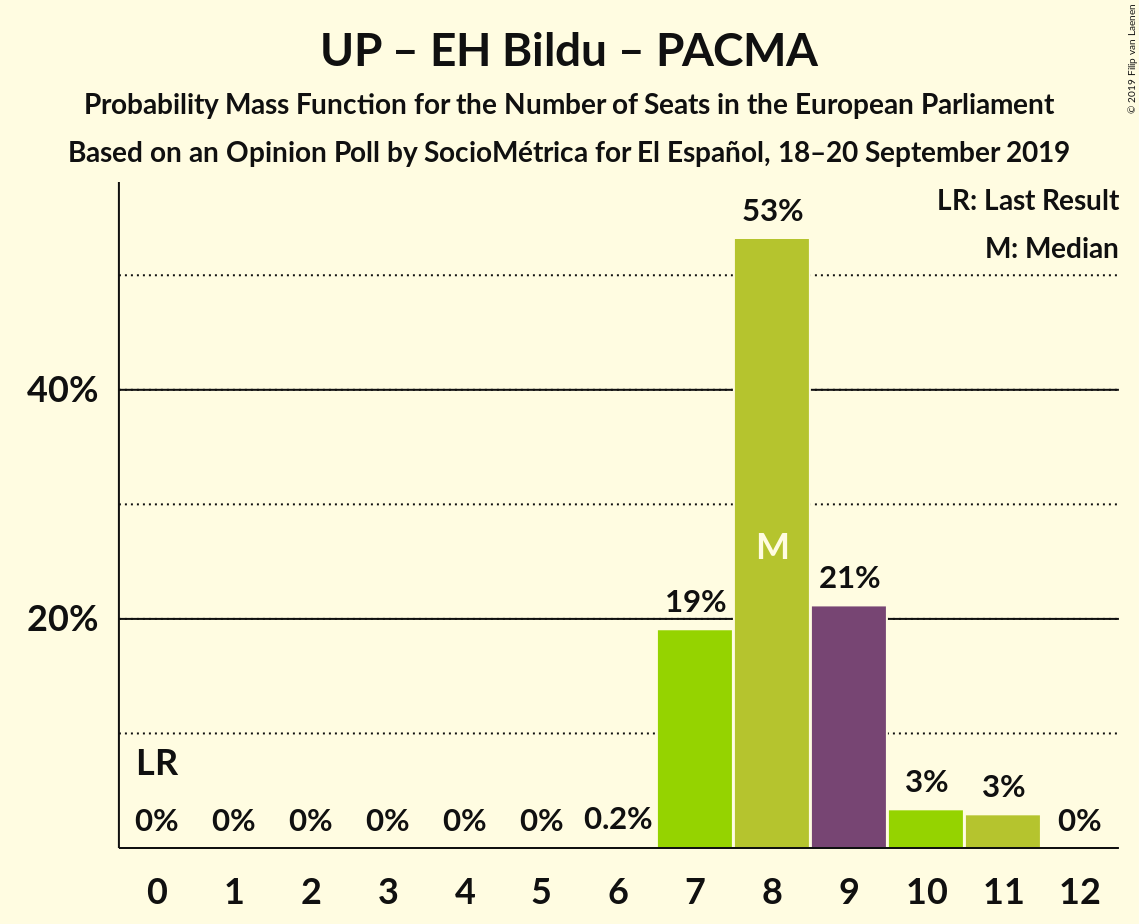 UP – EH Bildu – PACMA
Probability Mass Function for the Number of Seats in the European Parliament
Based on an Opinion Poll by SocioMétrica for El Español, 18–20 September 2019
© 2019 Filip van Laenen
LR: Last Result
M: Median
53%
40%
M
21%
19%
20%
LR
3%
3%
0% 0% 0% 0% 0% 0% 0.2% 0%
0 1 2 3 4 5 6 7 8 9 10 11 12